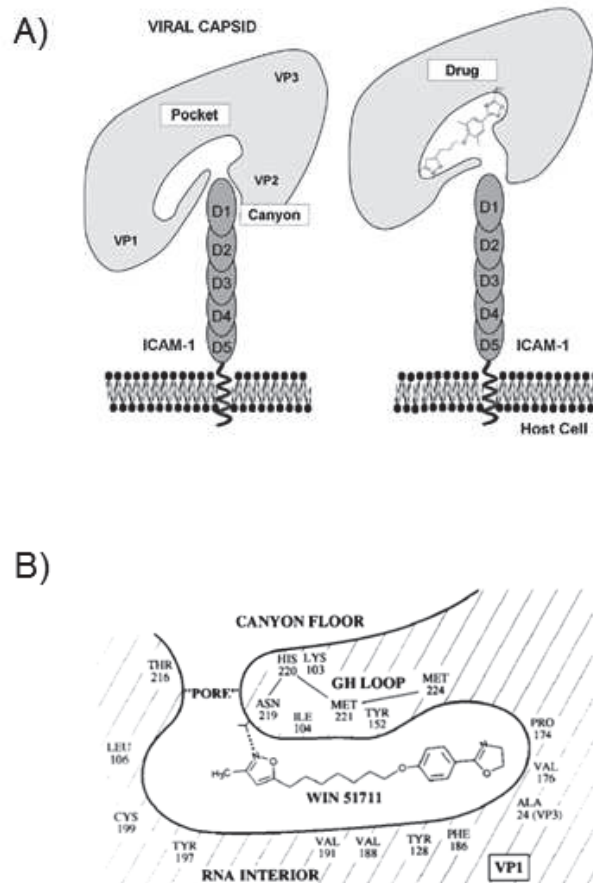 A)
VIRAL CAPSID
VP3
Pocket
VP2
D1
Canyon
VP1
D2
D3
D4
ICAM-1
D5
Drug
D1
D2
D3
D4
D5
ICAM-1
Host Cell
B)
CANYON FLOOR
THR
216
HIS
220
LYS
103
GH LOOP
MET
224
"PORE"
ASN
219
ILE
104
MET
221
TYR
152
PRO
174
LEU
106
N
O
H₃C
O
N
O
WIN 51711
VAL
176
ALA
24 (VP3)
CYS
199
TYR
197
VAL
191
VAL
188
TYR
128
PHE
186
RNA INTERIOR
VP1